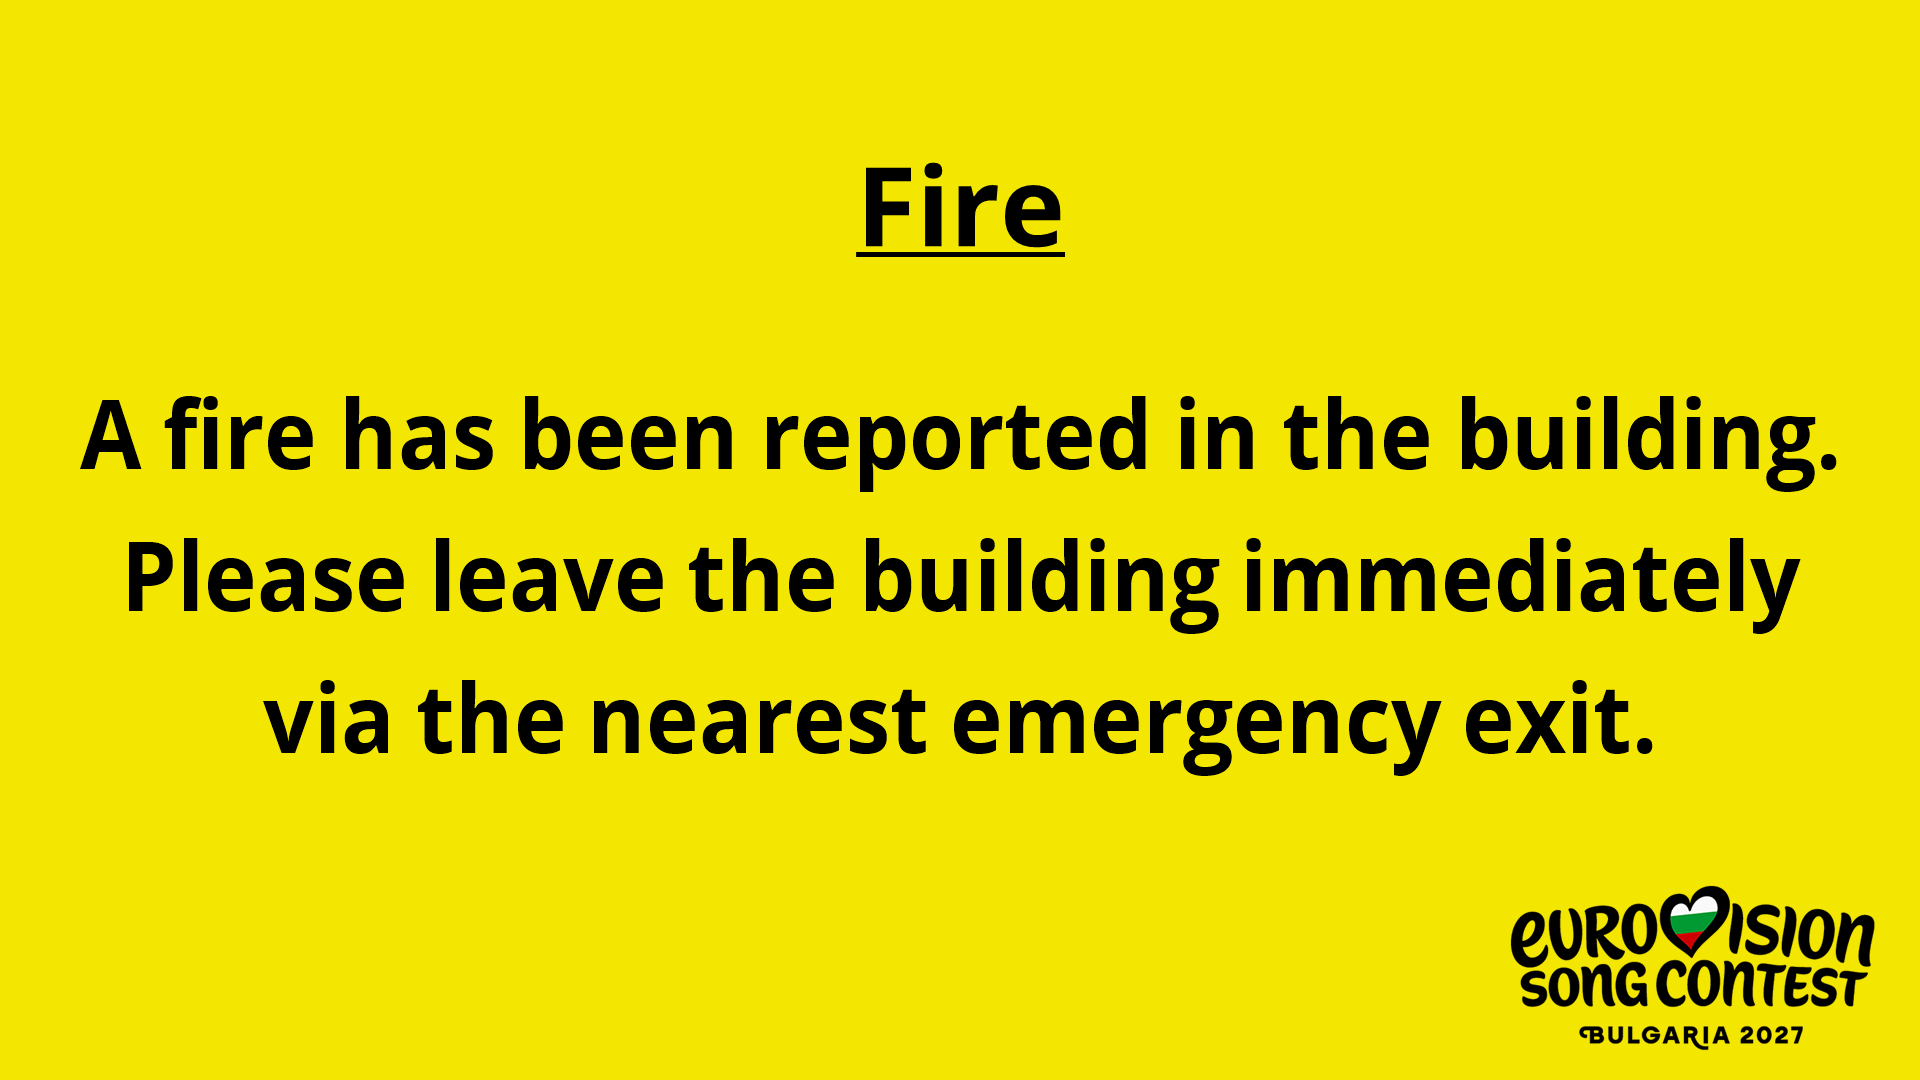 Fire
A fire has been reported in the building.
Please leave the building immediately
via the nearest emergency exit.
EUROVISION
SONG CONTEST
BULGARIA 2027